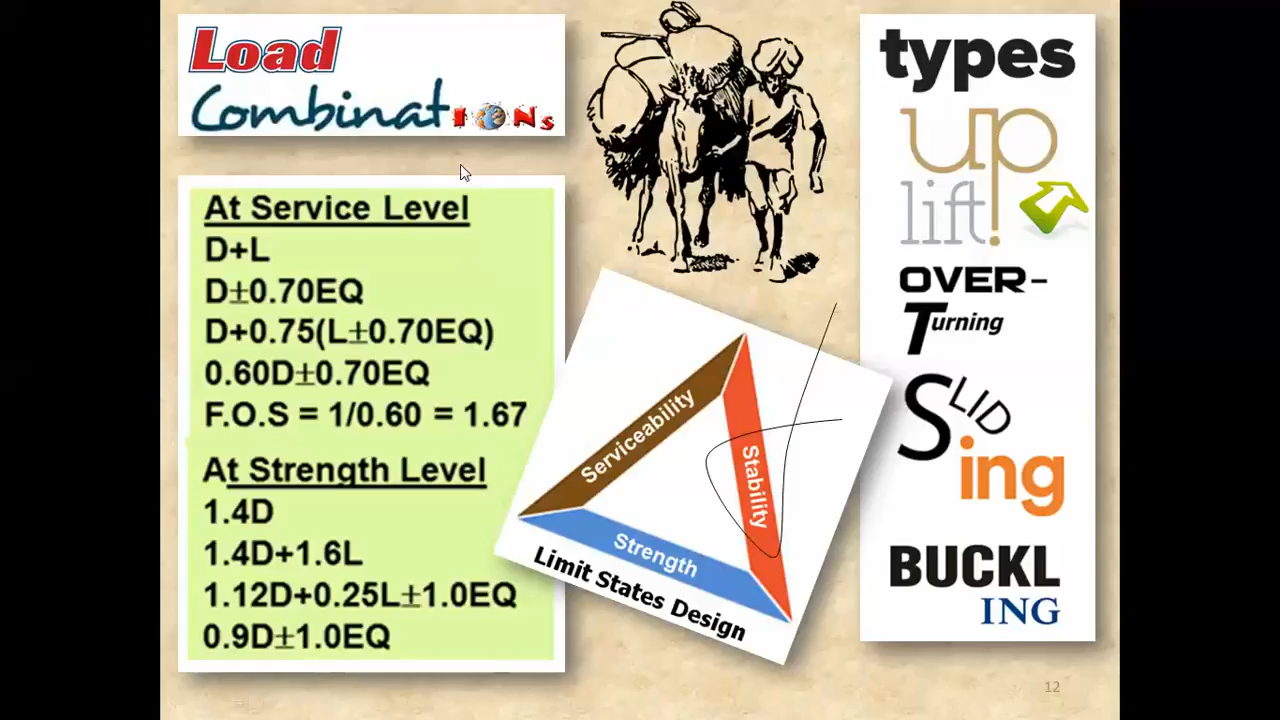 Load
Combinations
At Service Level
D+L
D±0.70EQ
D+0.75(L±0.70EQ)
0.60D±0.70EQ
F.O.S = 1/0.60 = 1.67
At Strength Level
1.4D
1.4D+1.6L
1.12D+0.25L±1.0EQ
0.9D±1.0EQ
Serviceability
Stability
Strength
Limit States Design
types
up
lift!
OVER-
Turning
SLID
ing
BUCKL
ING
12